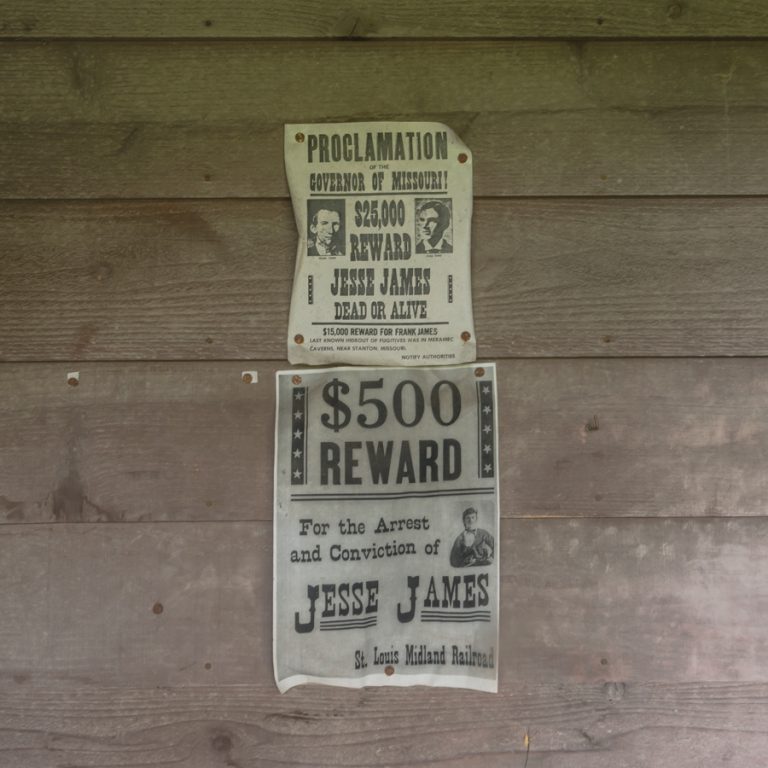 PROCLAMATION
OF THE
GOVERNOR OF MISSOURI!
$25,000
REWARD
JESSE JAMES
DEAD OR ALIVE
$15,000 REWARD FOR FRANK JAMES
LAST KNOWN HIDEOUT OF FUGITIVES WAS IN MERAMEC
CAVERNS, NEAR STANTON, MISSOURI.
NOTIFY AUTHORITIES
$500
REWARD
For the Arrest
and Conviction of
JESSE JAMES
St. Louis Midland Railroad